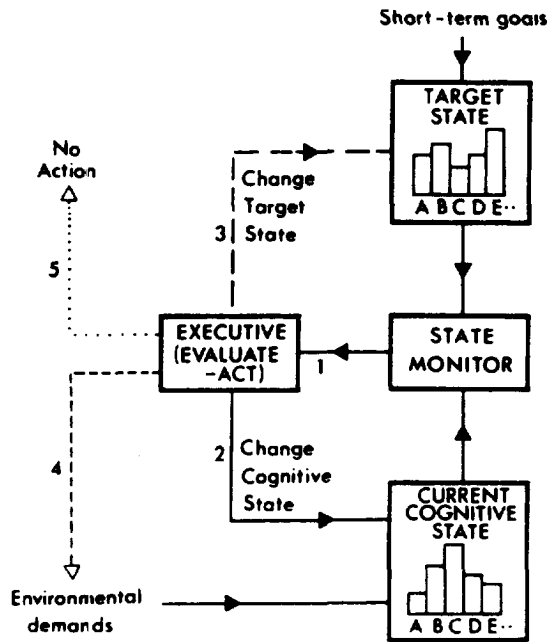 Short-term goals
TARGET
STATE
A B C D E··
No
Action
Change
Target
State
3
5
EXECUTIVE
(EVALUATE
-ACT)
1
STATE
MONITOR
2
Change
Cognitive
State
4
CURRENT
COGNITIVE
STATE
A B C D E··
Environmental
demands